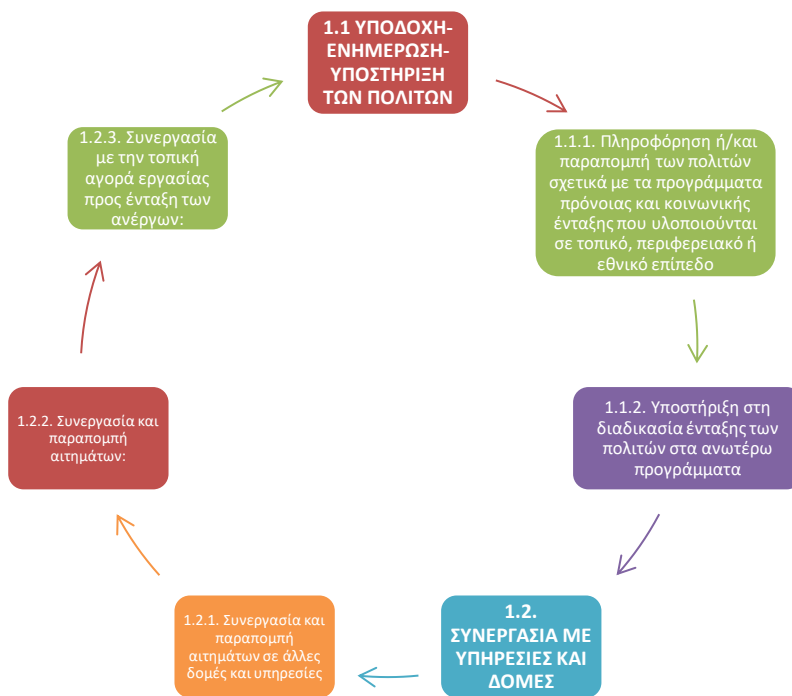 1.1 ΥΠΟΔΟΧΗ-
ΕΝΗΜΕΡΩΣΗ-
ΥΠΟΣΤΗΡΙΞΗ
ΤΩΝ ΠΟΛΙΤΩΝ
1.1.1. Πληροφόρηση ή/και
παραπομπή των πολιτών
σχετικά με τα προγράμματα
πρόνοιας και κοινωνικής
ένταξης που υλοποιούνται
σε τοπικό, περιφερειακό ή
εθνικό επίπεδο
1.1.2. Υποστήριξη στη
διαδικασία ένταξης των
πολιτών στα ανωτέρω
προγράμματα
1.2.
ΣΥΝΕΡΓΑΣΙΑ ΜΕ
ΥΠΗΡΕΣΙΕΣ ΚΑΙ
ΔΟΜΕΣ
1.2.1. Συνεργασία και
παραπομπή
αιτημάτων σε άλλες
δομές και υπηρεσίες
1.2.2. Συνεργασία και
παραπομπή
αιτημάτων:
1.2.3. Συνεργασία
με την τοπική
αγορά εργασίας
προς ένταξη των
ανέργων: